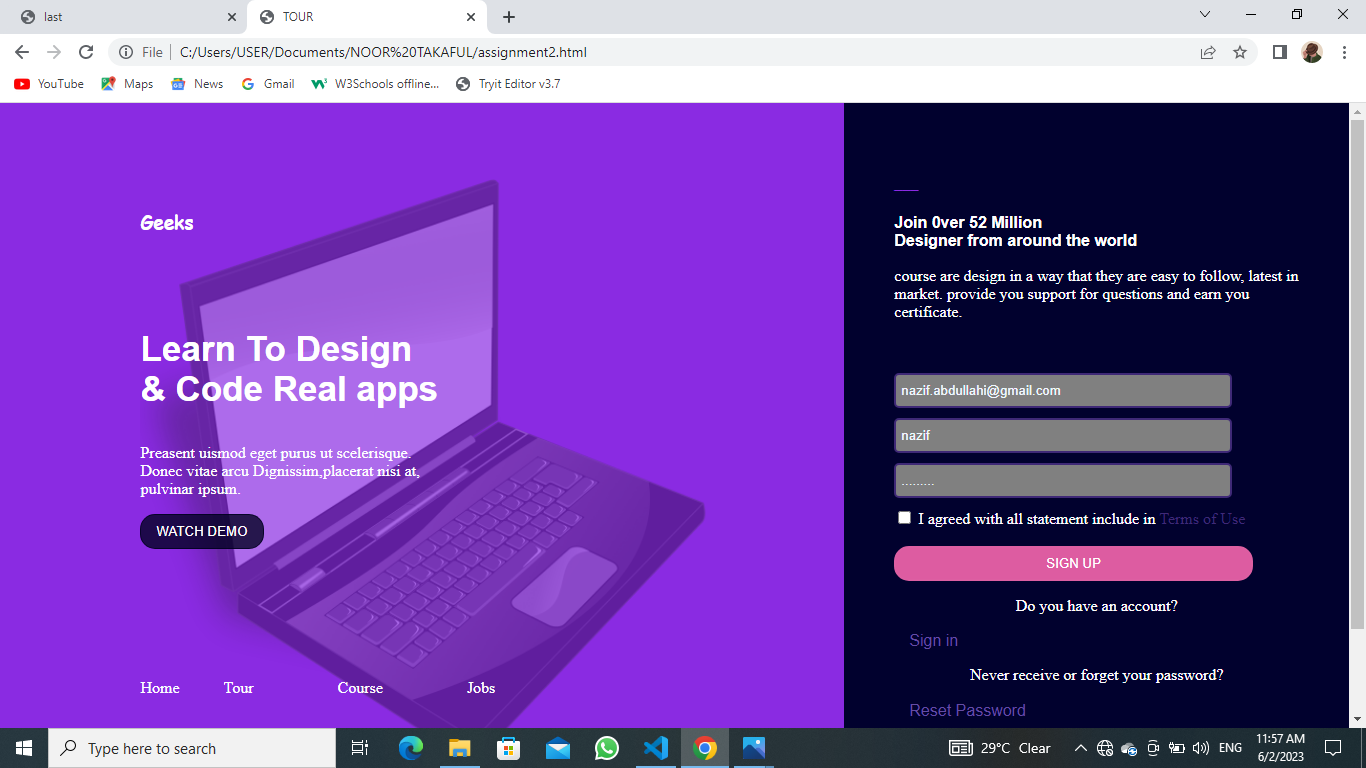 last
TOUR
File
C:/Users/USER/Documents/NOOR%20TAKAFUL/assignment2.html
YouTube
Maps
News
Gmail
W3Schools offline...
Tryit Editor v3.7
Geeks
Learn To Design
& Code Real apps
Preasent uismod eget purus ut scelerisque.
Donec vitae arcu Dignissim,placerat nisi at,
pulvinar ipsum.
WATCH DEMO
Home Tour Course Jobs
Join 0ver 52 Million
Designer from around the world
course are design in a way that they are easy to follow, latest in
market. provide you support for questions and earn you
certificate.
nazif.abdullahi@gmail.com
nazif
.........
I agreed with all statement include in Terms of Use
SIGN UP
Do you have an account?
Sign in
Never receive or forget your password?
Reset Password
Type here to search
29°C Clear
ENG
11:57 AM
6/2/2023